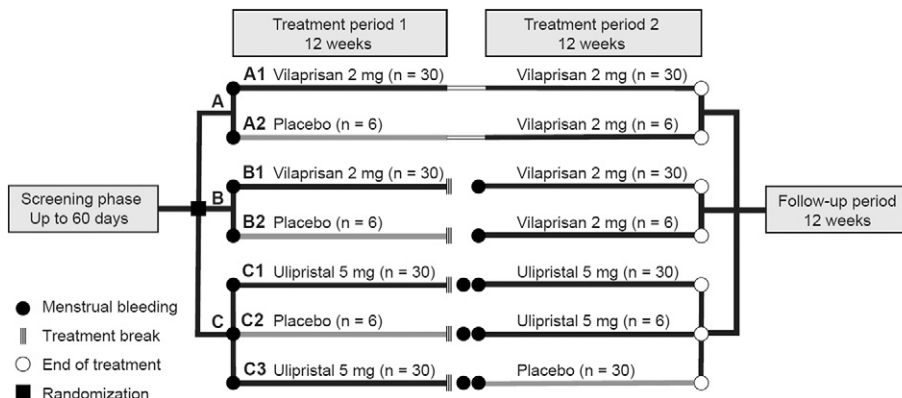 Treatment period 1
12 weeks
Treatment period 2
12 weeks
A1 Vilaprisan 2 mg (n = 30)
Vilaprisan 2 mg (n = 30)
A
A2 Placebo (n = 6)
Vilaprisan 2 mg (n = 6)
B1 Vilaprisan 2 mg (n = 30)
Vilaprisan 2 mg (n = 30)
Screening phase
Up to 60 days
B
B2 Placebo (n = 6)
Vilaprisan 2 mg (n = 6)
Follow-up period
12 weeks
C1 Ulipristal 5 mg (n = 30)
Ulipristal 5 mg (n = 30)
C
C2 Placebo (n = 6)
Ulipristal 5 mg (n = 6)
C3 Ulipristal 5 mg (n = 30)
Placebo (n = 30)
Menstrual bleeding
Treatment break
End of treatment
Randomization